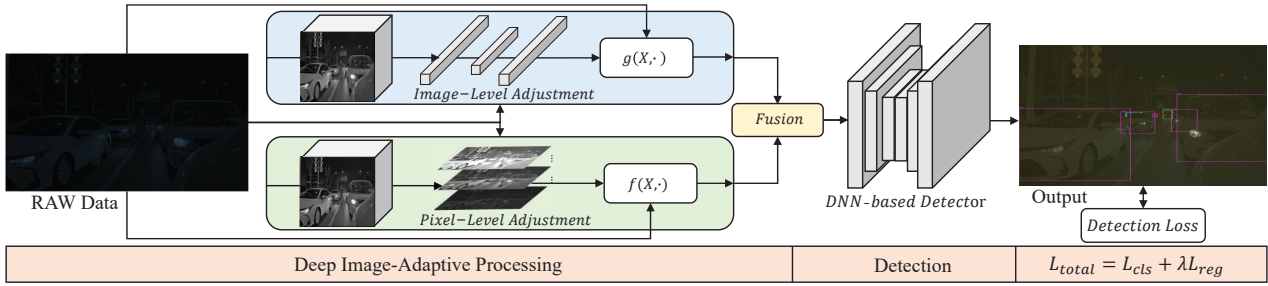 g(X,·)
Image−Level Adjustment
Fusion
f(X,·)
Pixel−Level Adjustment
RAW Data
DNN-based Detector
Output
Detection Loss
Deep Image-Adaptive Processing
Detection
L_total = L_cls + λL_reg